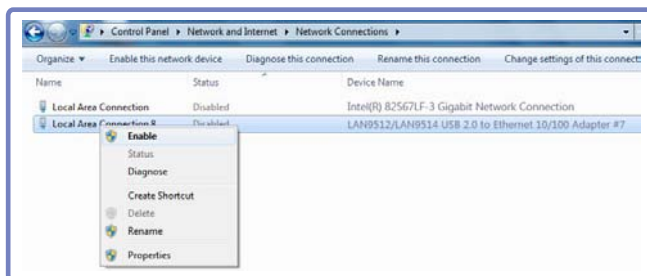 Control Panel ▸ Network and Internet ▸ Network Connections ▸
Organize ▾ Enable this network device Diagnose this connection Rename this connection Change settings of this connect
Name Status Device Name
Local Area Connection Disabled Intel(R) 82567LF-3 Gigabit Network Connection
Local Area Connection 8 Disabled LAN9512/LAN9514 USB 2.0 to Ethernet 10/100 Adapter #7
Enable
Status
Diagnose
Create Shortcut
Delete
Rename
Properties